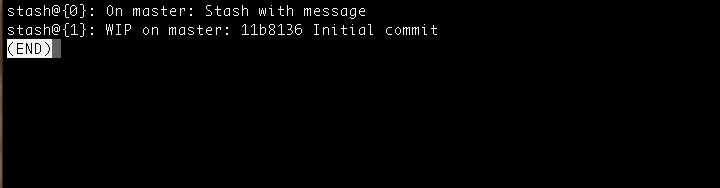 stash@{0}: On master: Stash with message
stash@{1}: WIP on master: 11b8136 Initial commit
(END)